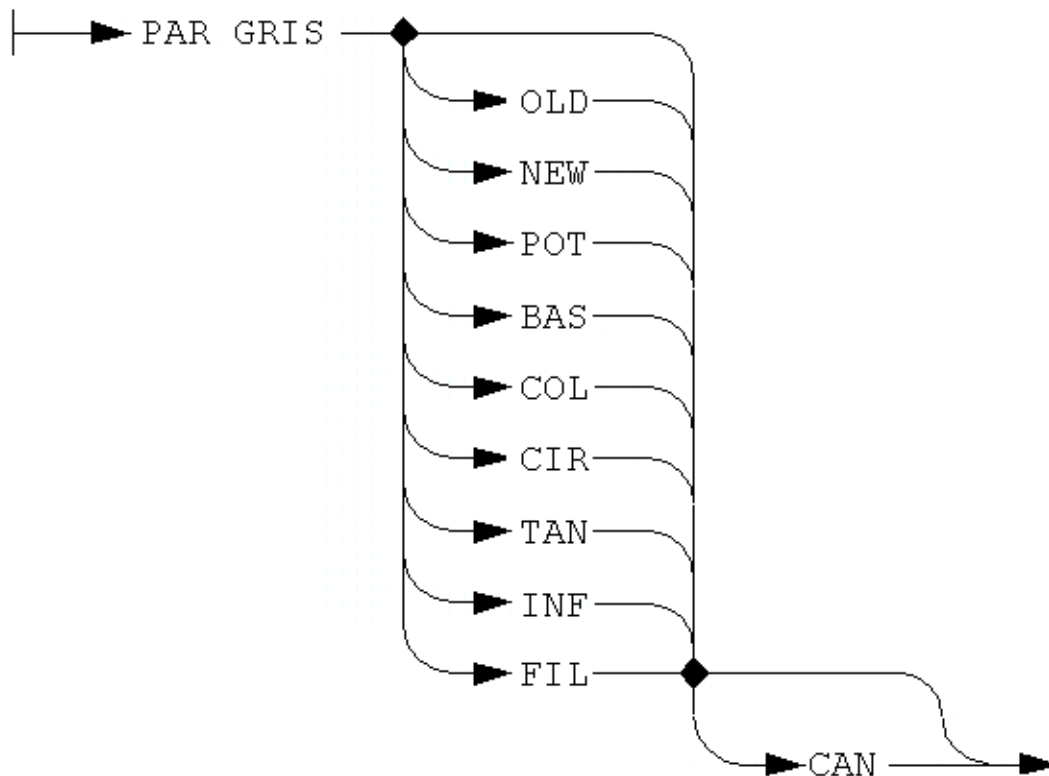 PAR GRIS
OLD
NEW
POT
BAS
COL
CIR
TAN
INF
FIL
CAN